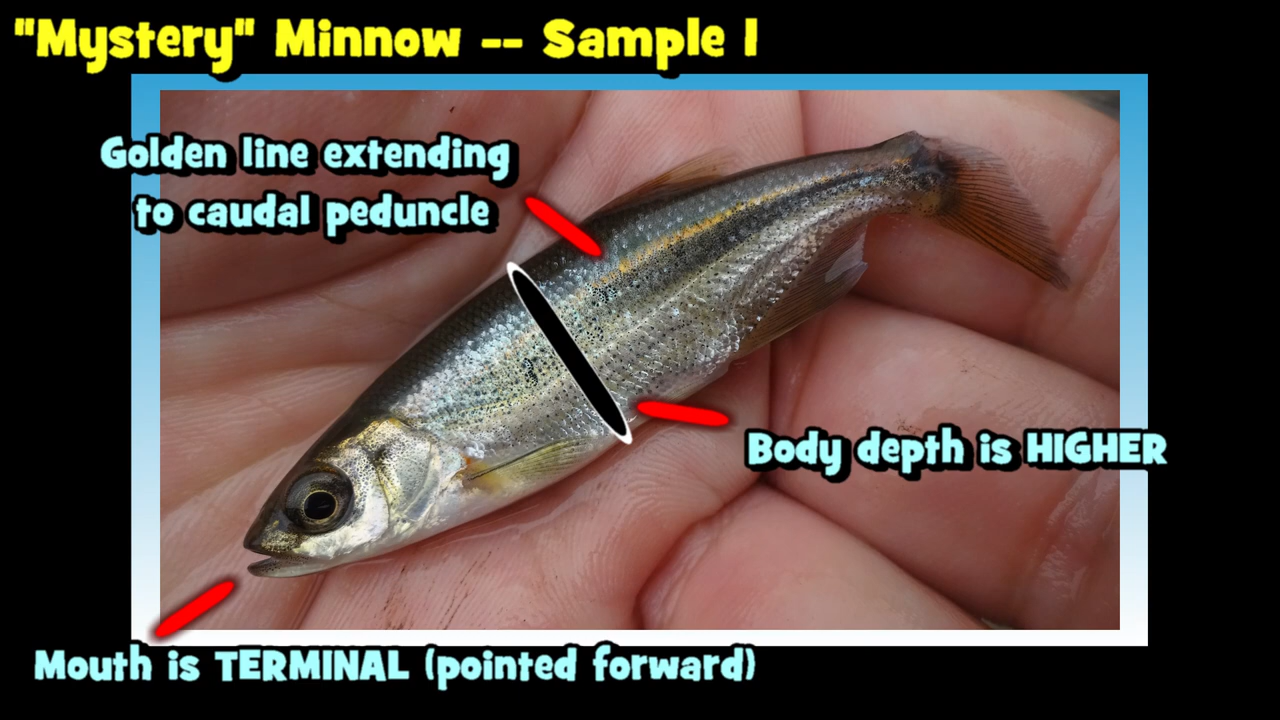 "Mystery" Minnow -- Sample 1
Golden line extending
to caudal peduncle
Body depth is HIGHER
Mouth is TERMINAL (pointed forward)